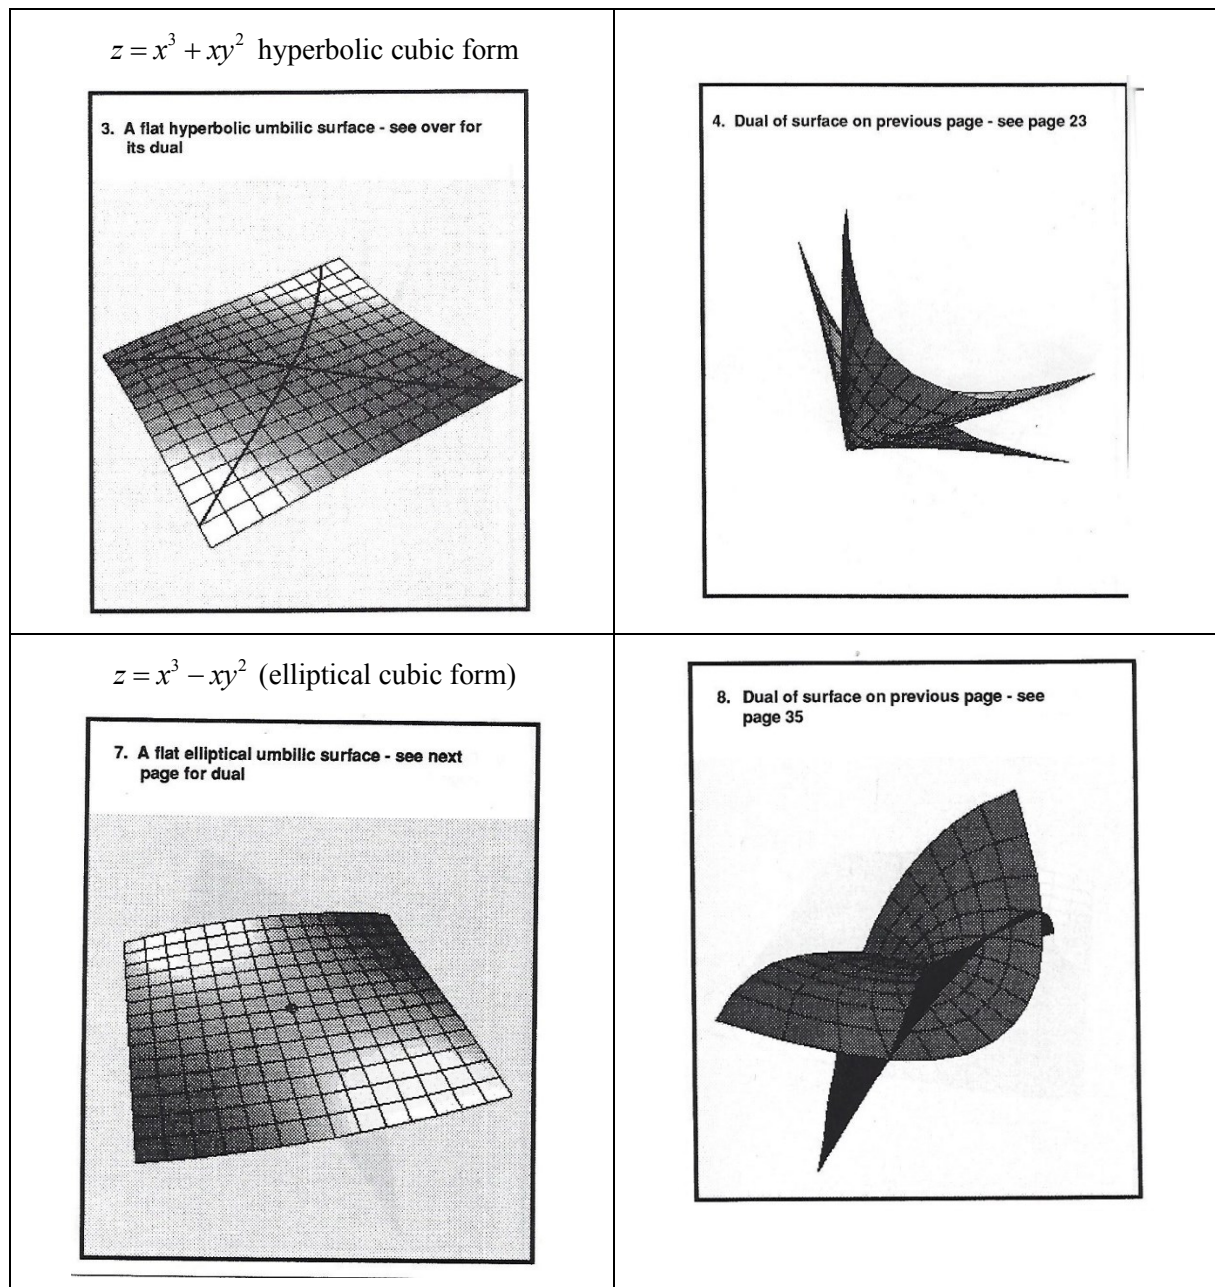 z = x³ + xy² hyperbolic cubic form
3. A flat hyperbolic umbilic surface - see over for
its dual
4. Dual of surface on previous page - see page 23
z = x³ − xy² (elliptical cubic form)
7. A flat elliptical umbilic surface - see next
page for dual
8. Dual of surface on previous page - see
page 35